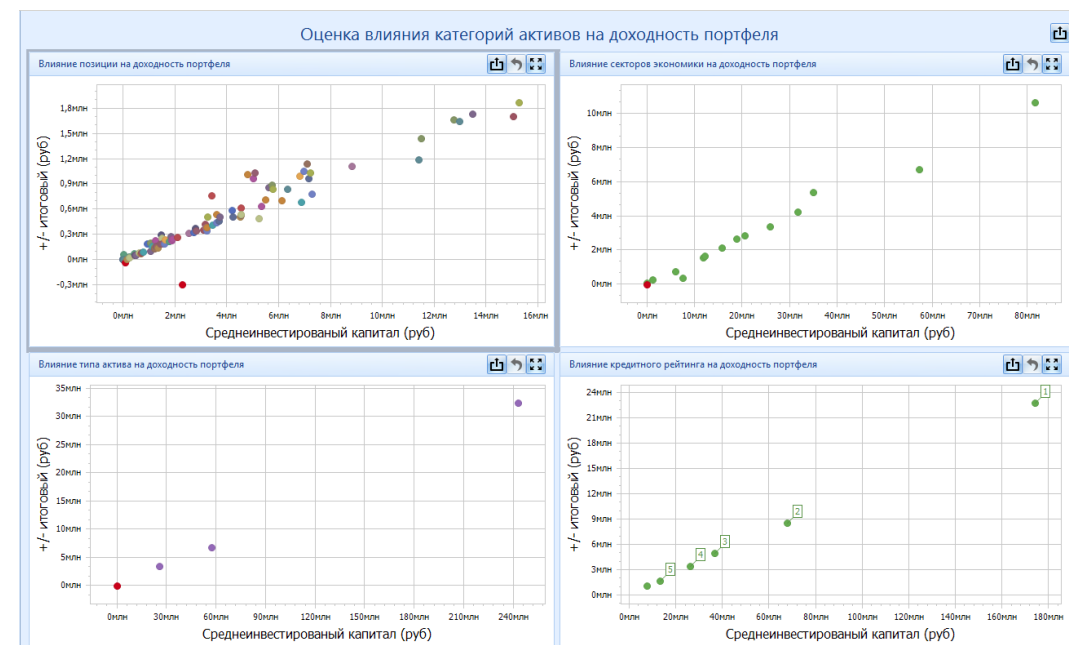 Оценка влияния категорий активов на доходность портфеля
Влияние позиции на доходность портфеля
+/- итоговый (руб)
1,8млн
1,5млн
1,2млн
0,9млн
0,6млн
0,3млн
0млн
-0,3млн
0млн 2млн 4млн 6млн 8млн 10млн 12млн 14млн 16млн
Среднеинвестированый капитал (руб)
Влияние секторов экономики на доходность портфеля
+/- итоговый (руб)
10млн
8млн
6млн
4млн
2млн
0млн
0млн 10млн 20млн 30млн 40млн 50млн 60млн 70млн 80млн
Среднеинвестированый капитал (руб)
Влияние типа актива на доходность портфеля
+/- итоговый (руб)
35млн
30млн
25млн
20млн
15млн
10млн
5млн
0млн
0млн 30млн 60млн 90млн 120млн 150млн 180млн 210млн 240млн
Среднеинвестированый капитал (руб)
Влияние кредитного рейтинга на доходность портфеля
+/- итоговый (руб)
24млн
21млн
18млн
15млн
12млн
9млн
6млн
3млн
0млн
1
2
3
4
5
0млн 20млн 40млн 60млн 80млн 100млн 120млн 140млн 160млн 180млн
Среднеинвестированый капитал (руб)